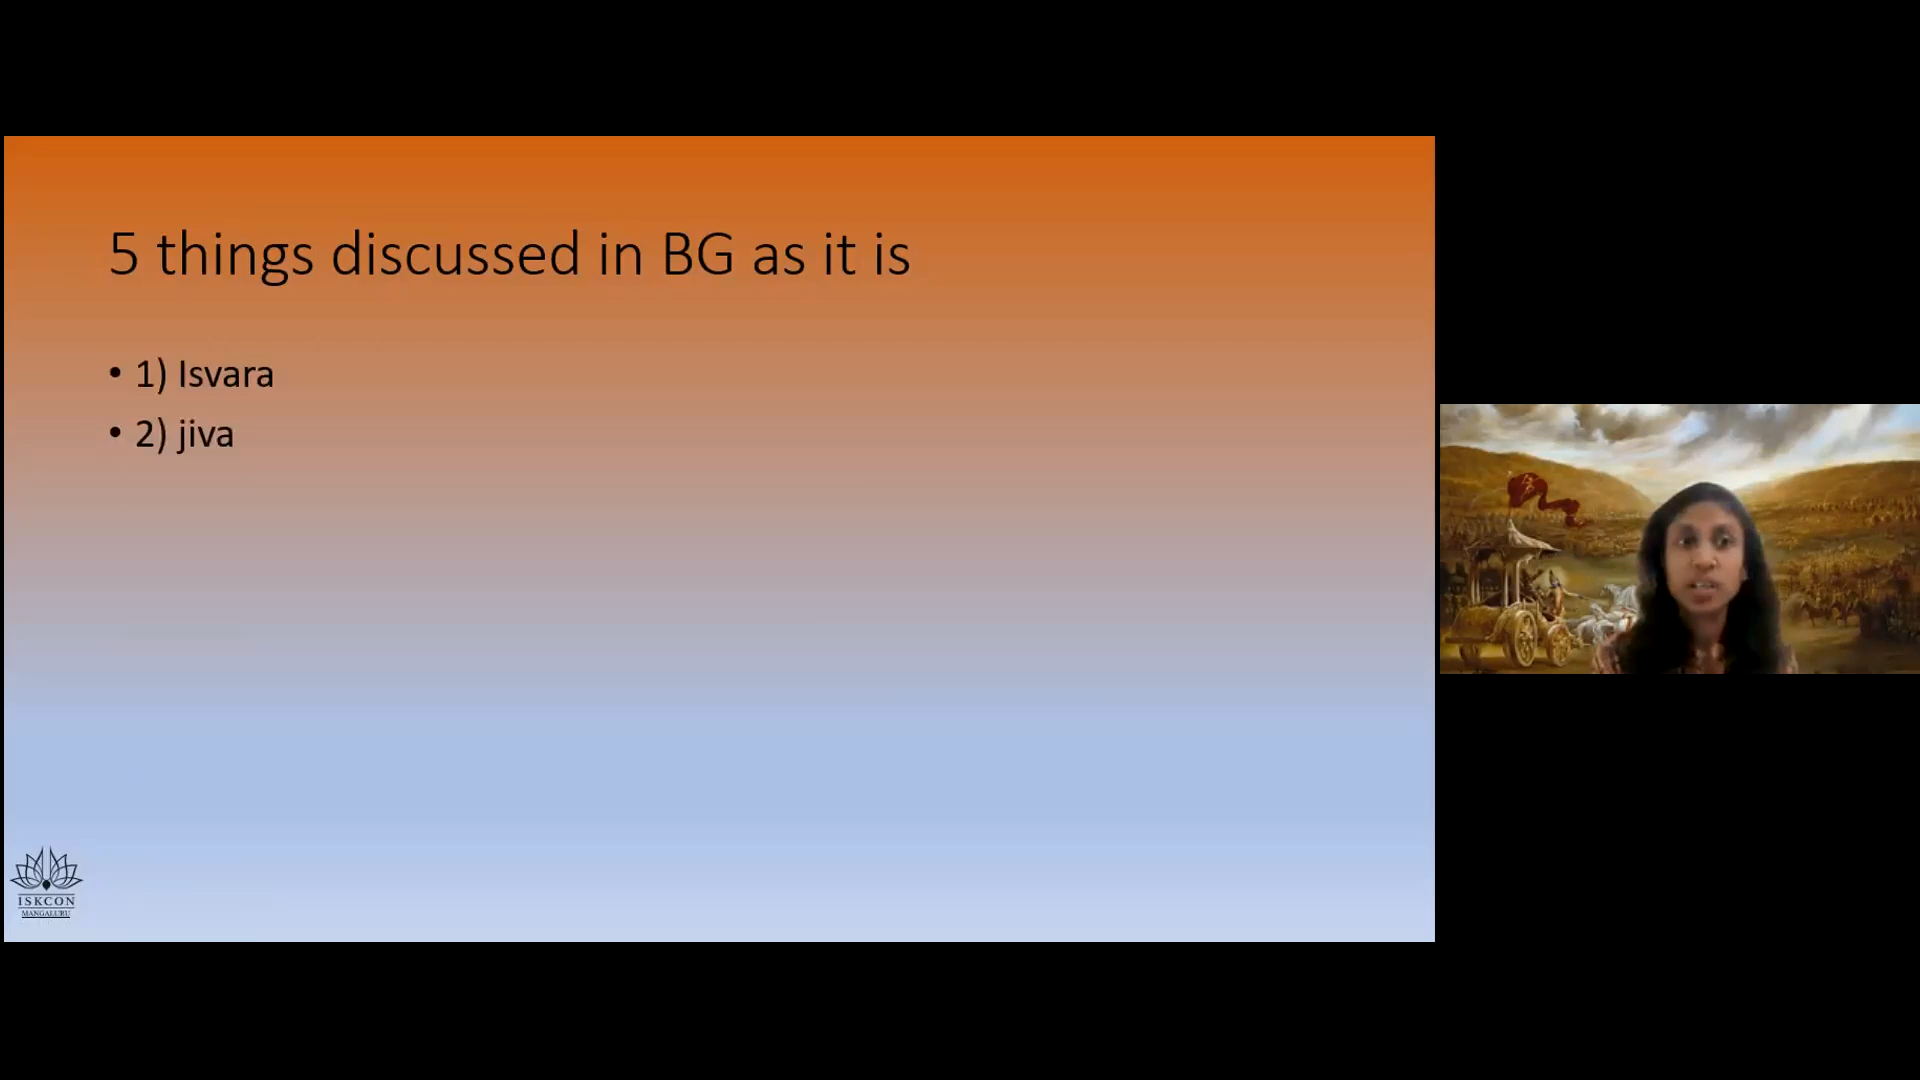 5 things discussed in BG as it is
• 1) Isvara
• 2) jiva
ISKCON
MANGALURU